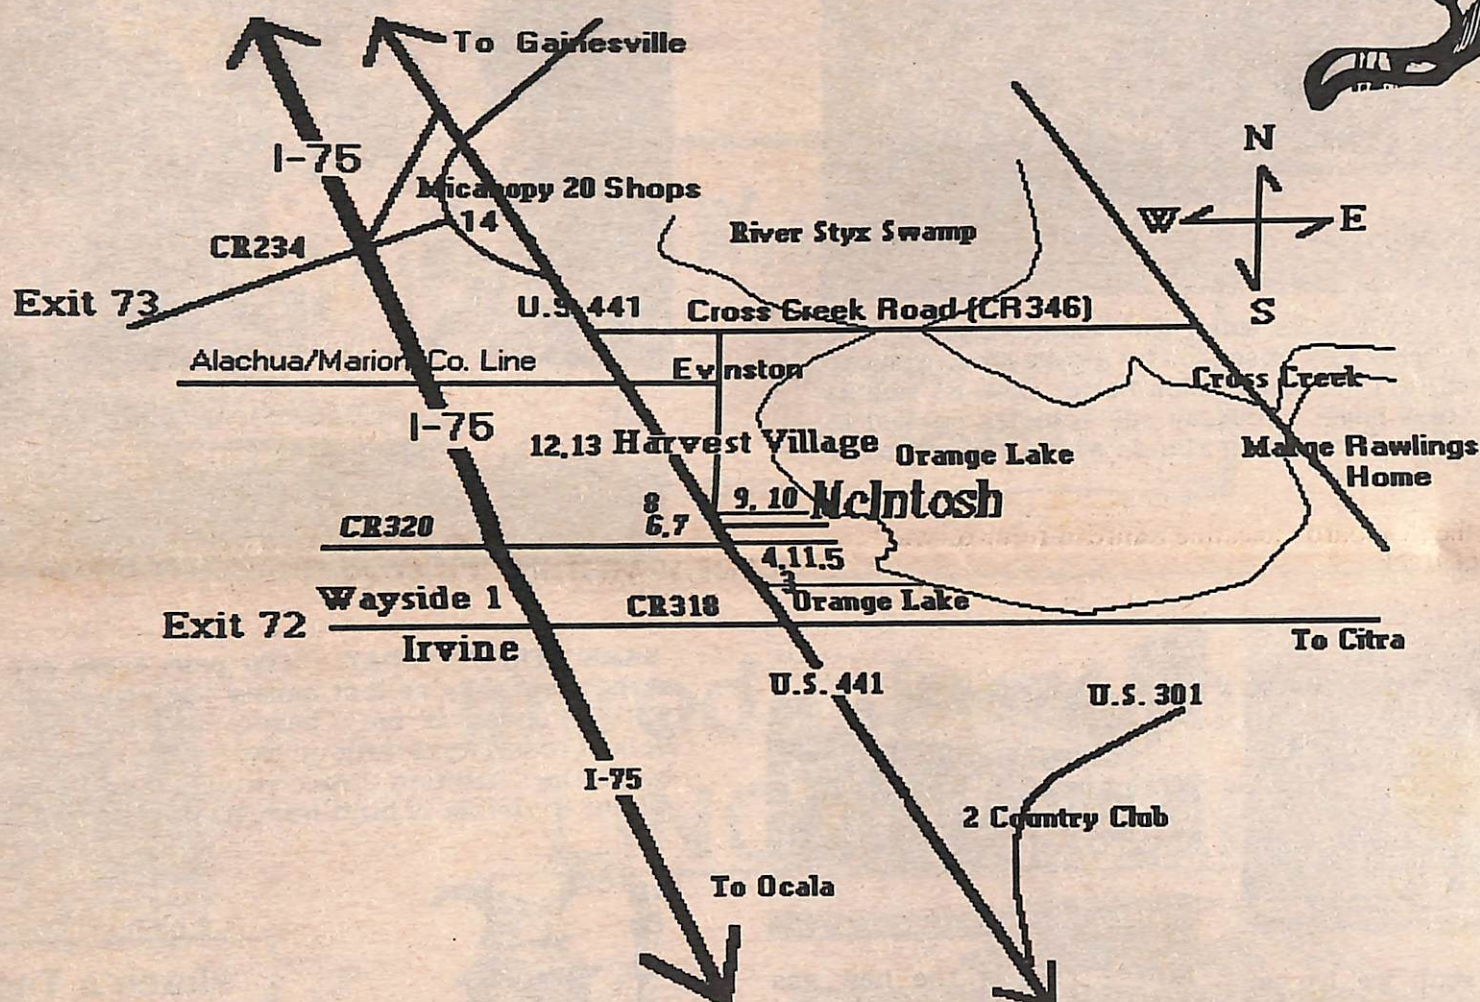 To Gainesville
N
I-75
Micanopy 20 Shops
14
W
E
River Styx Swamp
CR234
Exit 73
U.S. 441
Cross Creek Road (CR346)
S
Alachua/Marion Co. Line
Evinston
Cross Creek
I-75
12,13 Harvest Village
Orange Lake
Marge Rawlings
Home
8
9, 10
McIntosh
6,7
CR320
4,11,5
3
Wayside 1
CR318
Orange Lake
Exit 72
Irvine
To Citra
U.S. 441
U.S. 301
I-75
2 Country Club
To Ocala